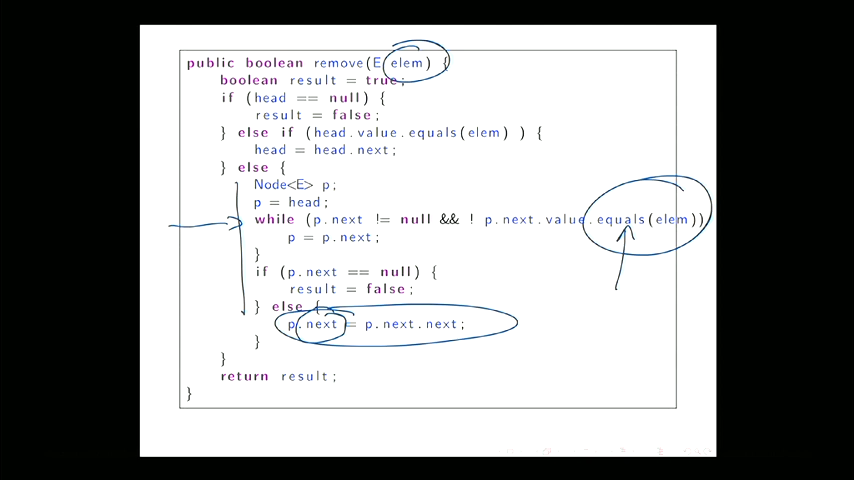 public boolean remove(E elem) {
boolean result = true;
if (head == null) {
result = false;
} else if (head.value.equals(elem) ) {
head = head.next;
} else {
Node<E> p;
p = head;
while (p.next != null && ! p.next.value.equals(elem))
p = p.next;
}
if (p.next == null) {
result = false;
} else {
p.next = p.next.next;
}
}
return result;
}